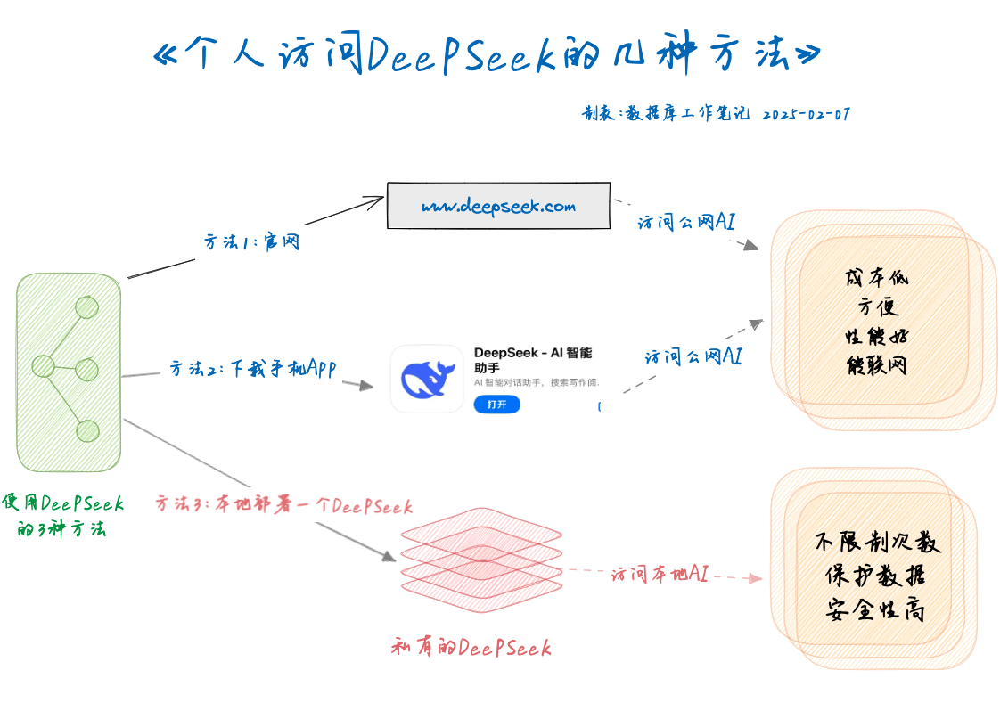 《个人访问DeepSeek的几种方法》
制表:数据库工作笔记 2025-02-07
www.deepseek.com
访问公网AI
方法1:官网
成本低
方便
性能好
能联网
方法2:下载手机App
DeepSeek - AI 智能
助手
AI 智能对话助手，搜索写作阅.
打开
访问公网AI
使用DeepSeek
的3种方法
方法3:本地部署一个DeepSeek
私有的DeepSeek
访问本地AI
不限制次数
保护数据
安全性高